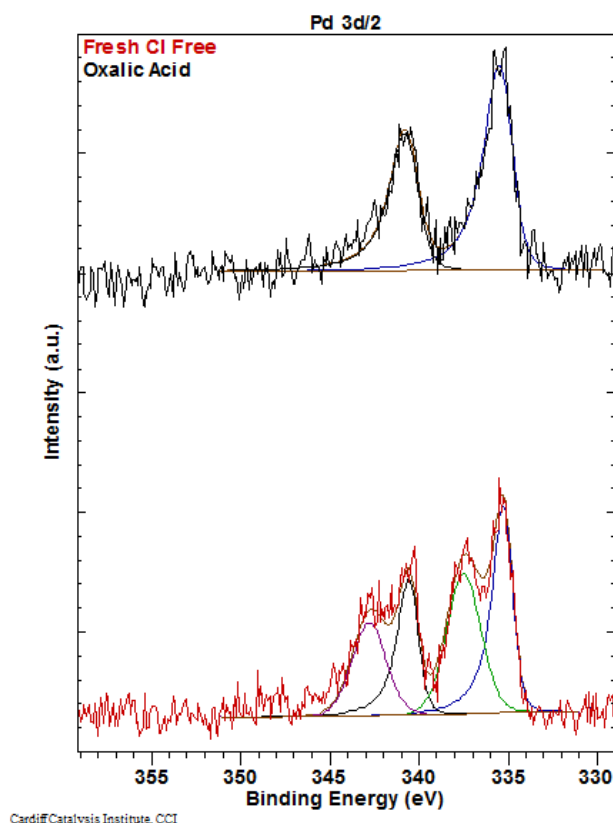 Pd 3d/2
Fresh Cl Free
Oxalic Acid
Intensity (a.u.)
355 350 345 340 335 330
Binding Energy (eV)
Cardiff Catalysis Institute, CCI